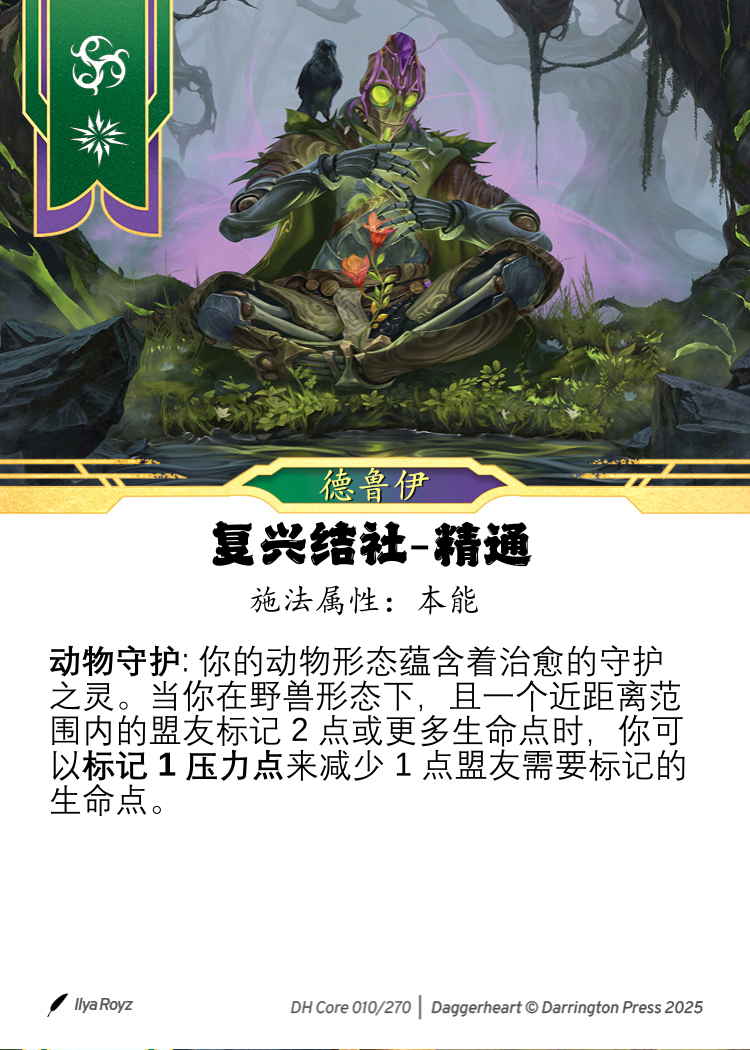 德鲁伊
复兴结社-精通
施法属性：本能
动物守护: 你的动物形态蕴含着治愈的守护
之灵。当你在野兽形态下，且一个近距离范
围内的盟友标记 2 点或更多生命点时，你可
以标记 1 压力点来减少 1 点盟友需要标记的
生命点。
Ilya Royz
DH Core 010/270 | Daggerheart © Darrington Press 2025